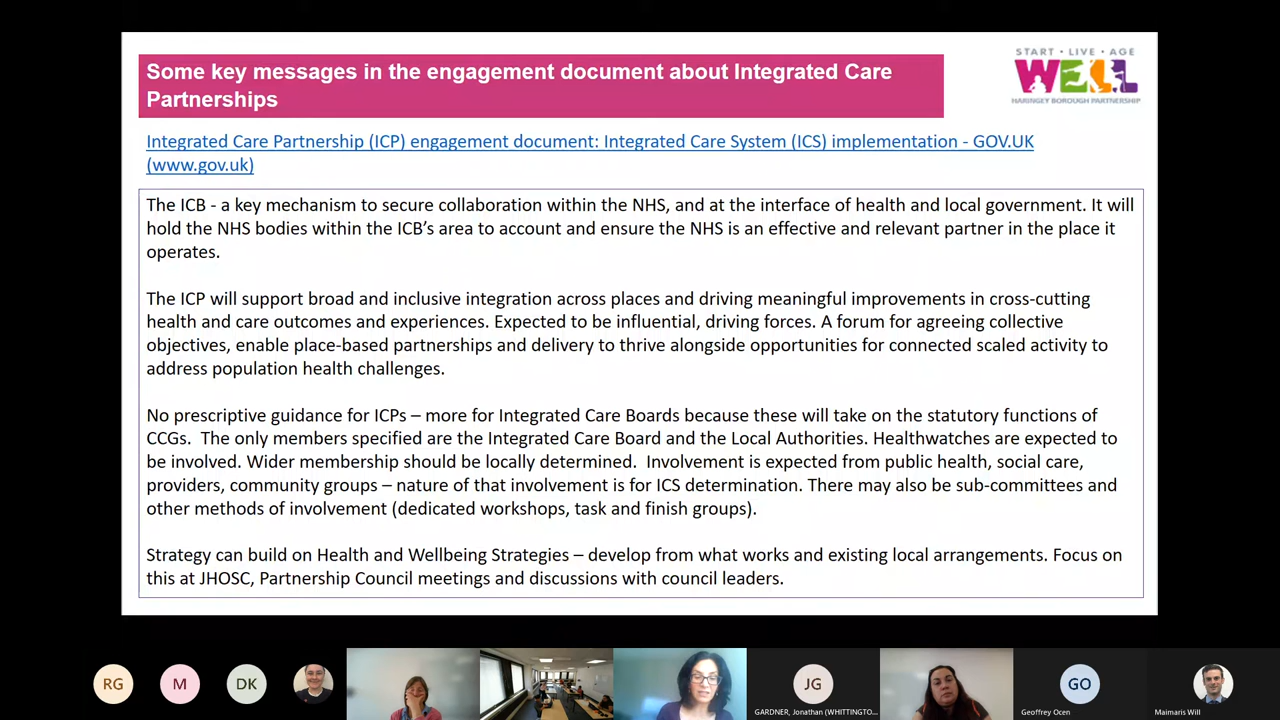 Some key messages in the engagement document about Integrated Care
Partnerships
START · LIVE · AGE
WELL
HARINGEY BOROUGH PARTNERSHIP
Integrated Care Partnership (ICP) engagement document: Integrated Care System (ICS) implementation - GOV.UK
(www.gov.uk)
The ICB - a key mechanism to secure collaboration within the NHS, and at the interface of health and local government. It will
hold the NHS bodies within the ICB’s area to account and ensure the NHS is an effective and relevant partner in the place it
operates.
The ICP will support broad and inclusive integration across places and driving meaningful improvements in cross-cutting
health and care outcomes and experiences. Expected to be influential, driving forces. A forum for agreeing collective
objectives, enable place-based partnerships and delivery to thrive alongside opportunities for connected scaled activity to
address population health challenges.
No prescriptive guidance for ICPs – more for Integrated Care Boards because these will take on the statutory functions of
CCGs.  The only members specified are the Integrated Care Board and the Local Authorities. Healthwatches are expected to
be involved. Wider membership should be locally determined.  Involvement is expected from public health, social care,
providers, community groups – nature of that involvement is for ICS determination. There may also be sub-committees and
other methods of involvement (dedicated workshops, task and finish groups).
Strategy can build on Health and Wellbeing Strategies – develop from what works and existing local arrangements. Focus on
this at JHOSC, Partnership Council meetings and discussions with council leaders.
RG
M
DK
JG
GO
GARDNER, Jonathan (WHITTINGTO...
Geoffrey Ocen
Maimaris Will